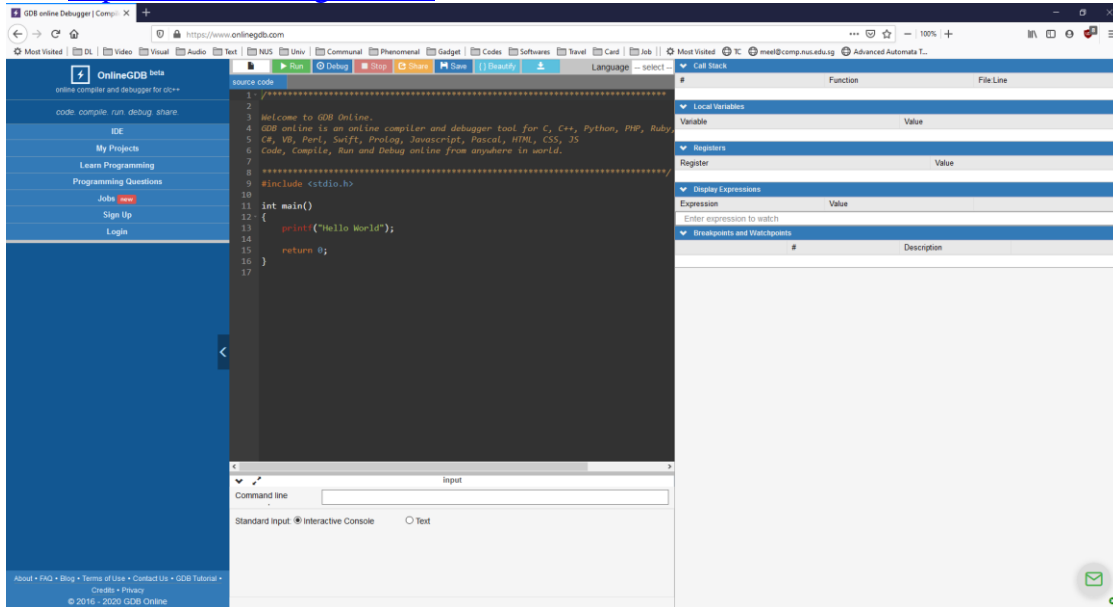 GDB online Debugger | Compil
https://www.onlinegdb.com
100%
Most Visited DL Video Visual Audio Text NUS Univ Communal Phenomenal Gadget Codes Softwares Travel Card Job Most Visited TC meel@comp.nus.edu.sg Advanced Automata T...
OnlineGDB beta
online compiler and debugger for c/c++
code. compile. run. debug. share.
IDE
My Projects
Learn Programming
Programming Questions
Jobs new
Sign Up
Login
About • FAQ • Blog • Terms of Use • Contact Us • GDB Tutorial •
Credits • Privacy
© 2016 - 2020 GDB Online
Run Debug Stop Share Save { } Beautify Language -- select --
source code
1 /******************************************************************************
2
3 Welcome to GDB Online.
4 GDB online is an online compiler and debugger tool for C, C++, Python, PHP, Ruby,
5 C#, VB, Perl, Swift, Prolog, Javascript, Pascal, HTML, CSS, JS
6 Code, Compile, Run and Debug online from anywhere in world.
7
8 *******************************************************************************/
9 #include <stdio.h>
10
11 int main()
12 {
13 printf("Hello World");
14
15 return 0;
16 }
17
input
Command line
Standard Input: Interactive Console Text
Call Stack
# Function File:Line
Local Variables
Variable Value
Registers
Register Value
Display Expressions
Expression Value
Enter expression to watch
Breakpoints and Watchpoints
# Description